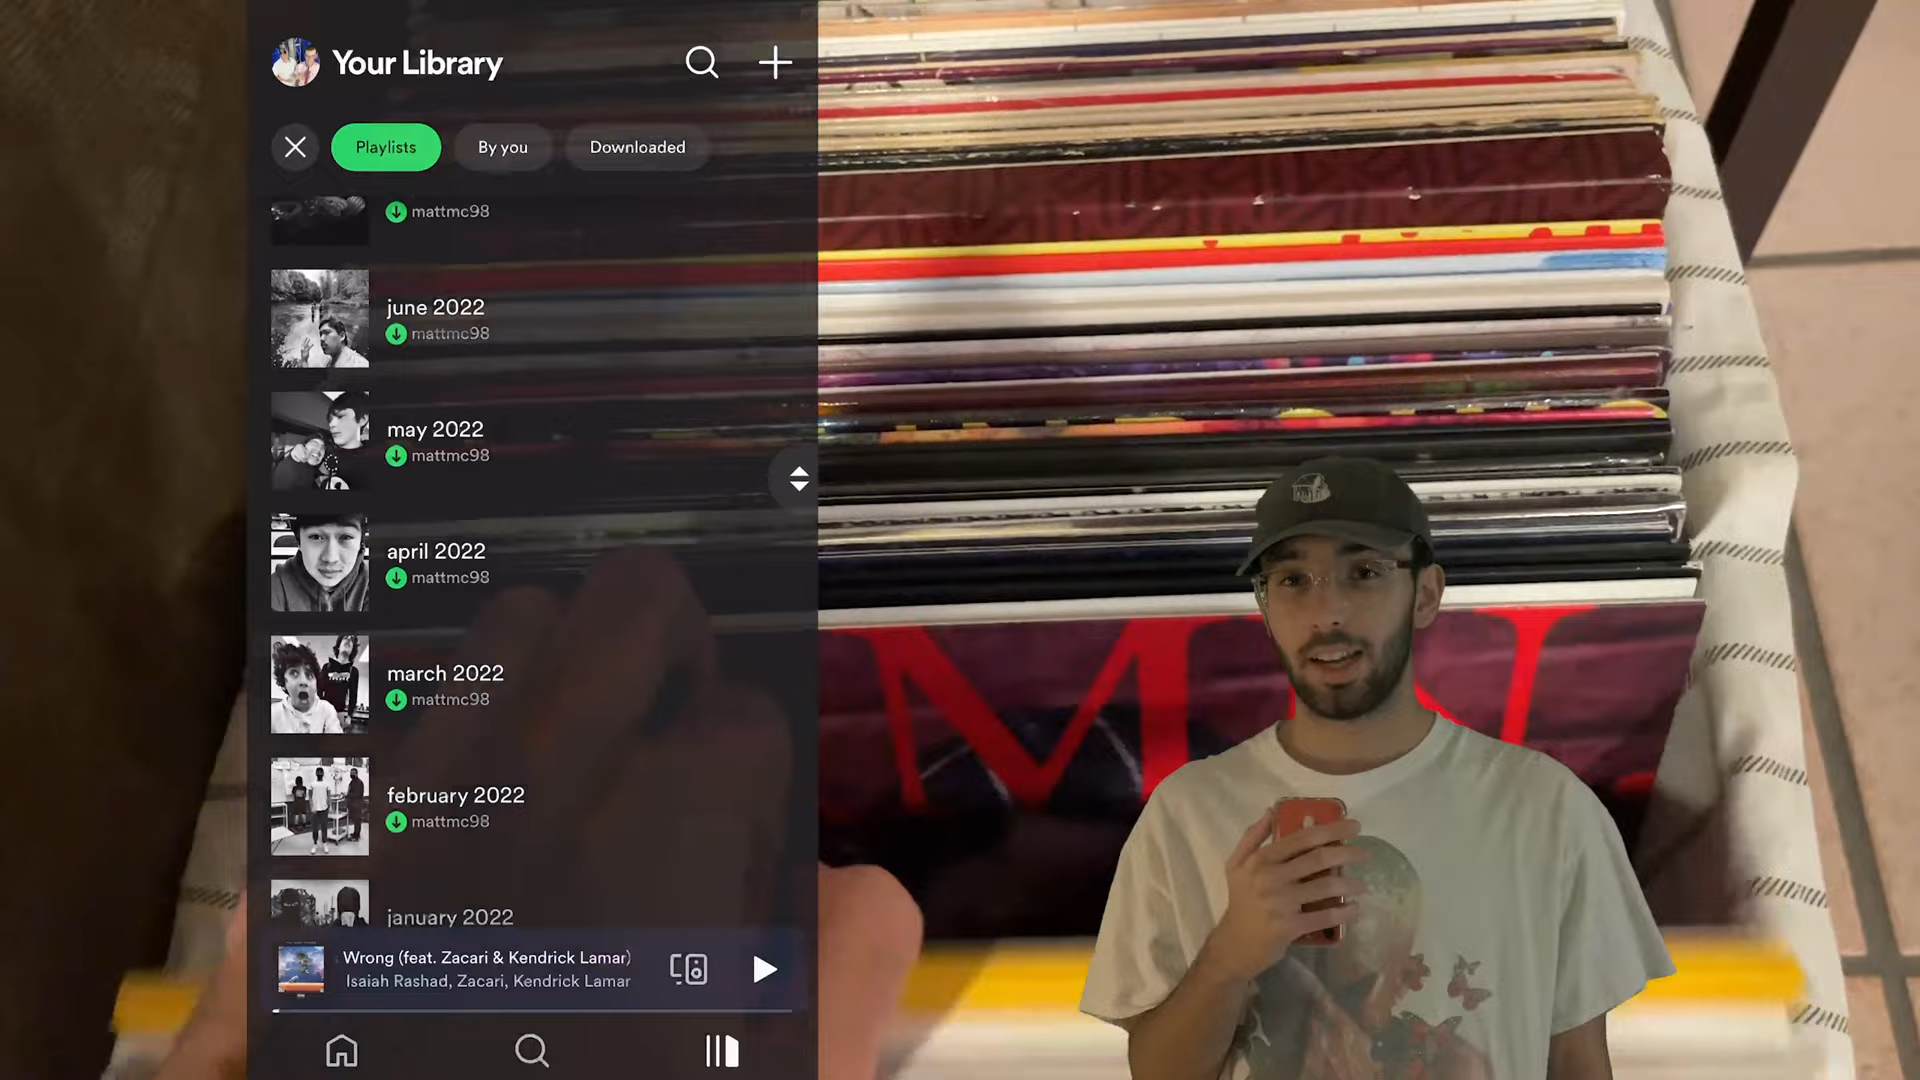 Your Library
Playlists
By you
Downloaded
mattmc98
june 2022
mattmc98
may 2022
mattmc98
april 2022
mattmc98
march 2022
mattmc98
february 2022
mattmc98
january 2022
Wrong (feat. Zacari & Kendrick Lamar)
Isaiah Rashad, Zacari, Kendrick Lamar